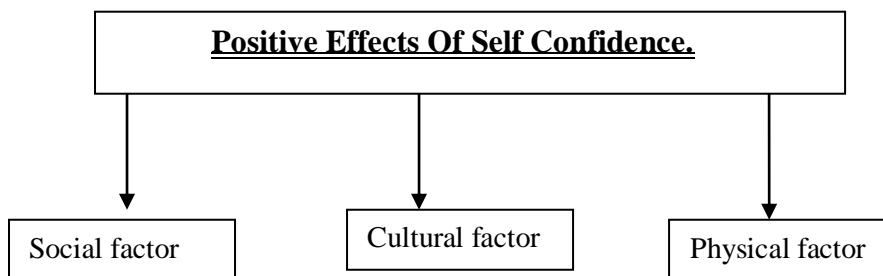 Positive Effects Of Self Confidence.
Social factor
Cultural factor
Physical factor